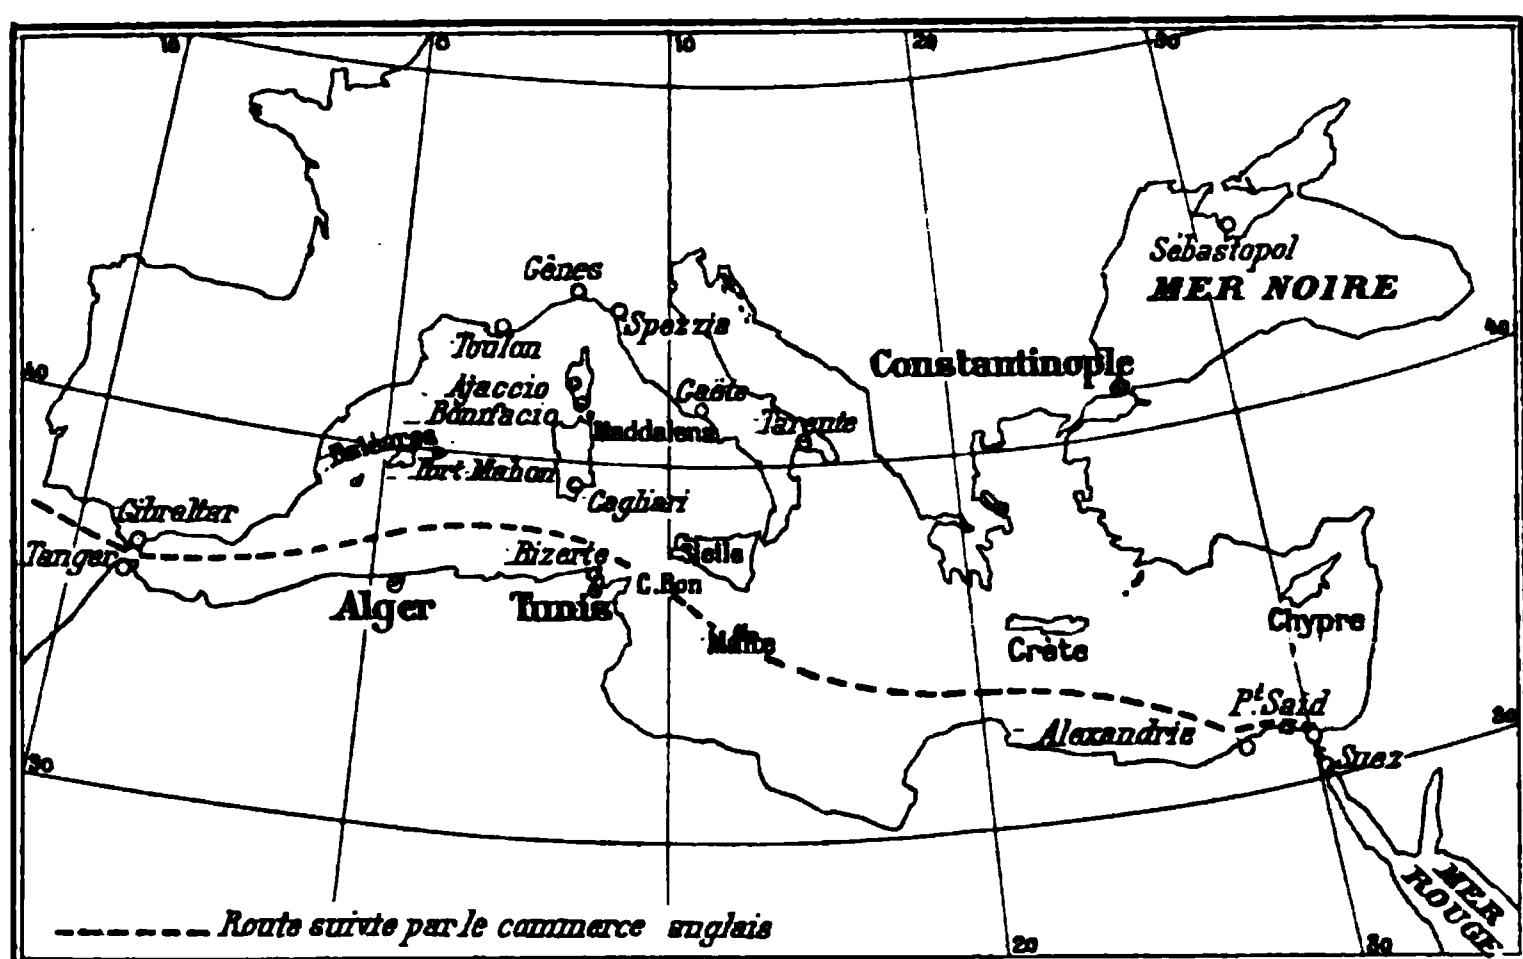 10
0
10
20
30
Sébastopol
MER NOIRE
Gênes
Spezzia
Toulon
40
Constantinople
40
Ajaccio
Gaëte
Bonifacio
Maddalena
Tarente
Port Mahon
Cagliari
Gibraltar
Tanger
Bizerte
Sicile
C. Bon
Alger
Tunis
Chypre
Malte
Crète
Pt. Saïd
30
Alexandrie
Suez
30
MER
ROUGE
Route suivie par le commerce anglais
20
30